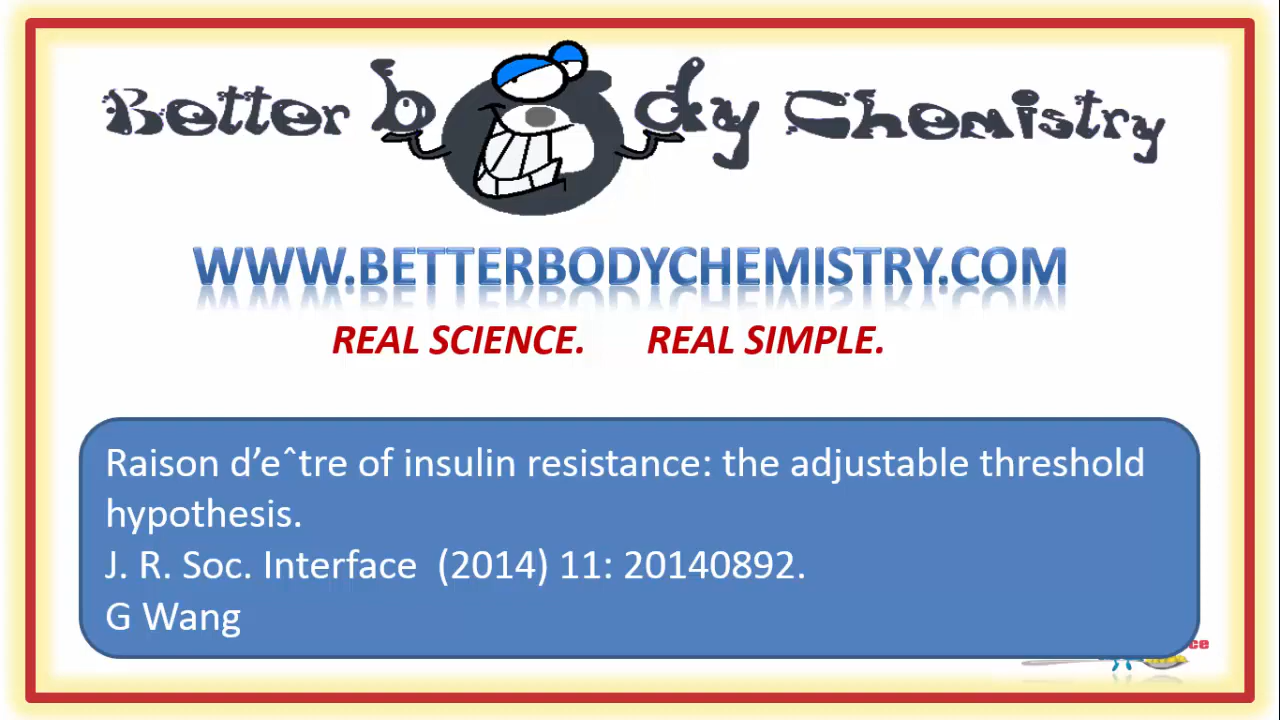 Better body Chemistry
WWW.BETTERBODYCHEMISTRY.COM
REAL SCIENCE. REAL SIMPLE.
Raison d’eˆtre of insulin resistance: the adjustable threshold
hypothesis.
J. R. Soc. Interface (2014) 11: 20140892.
G Wang